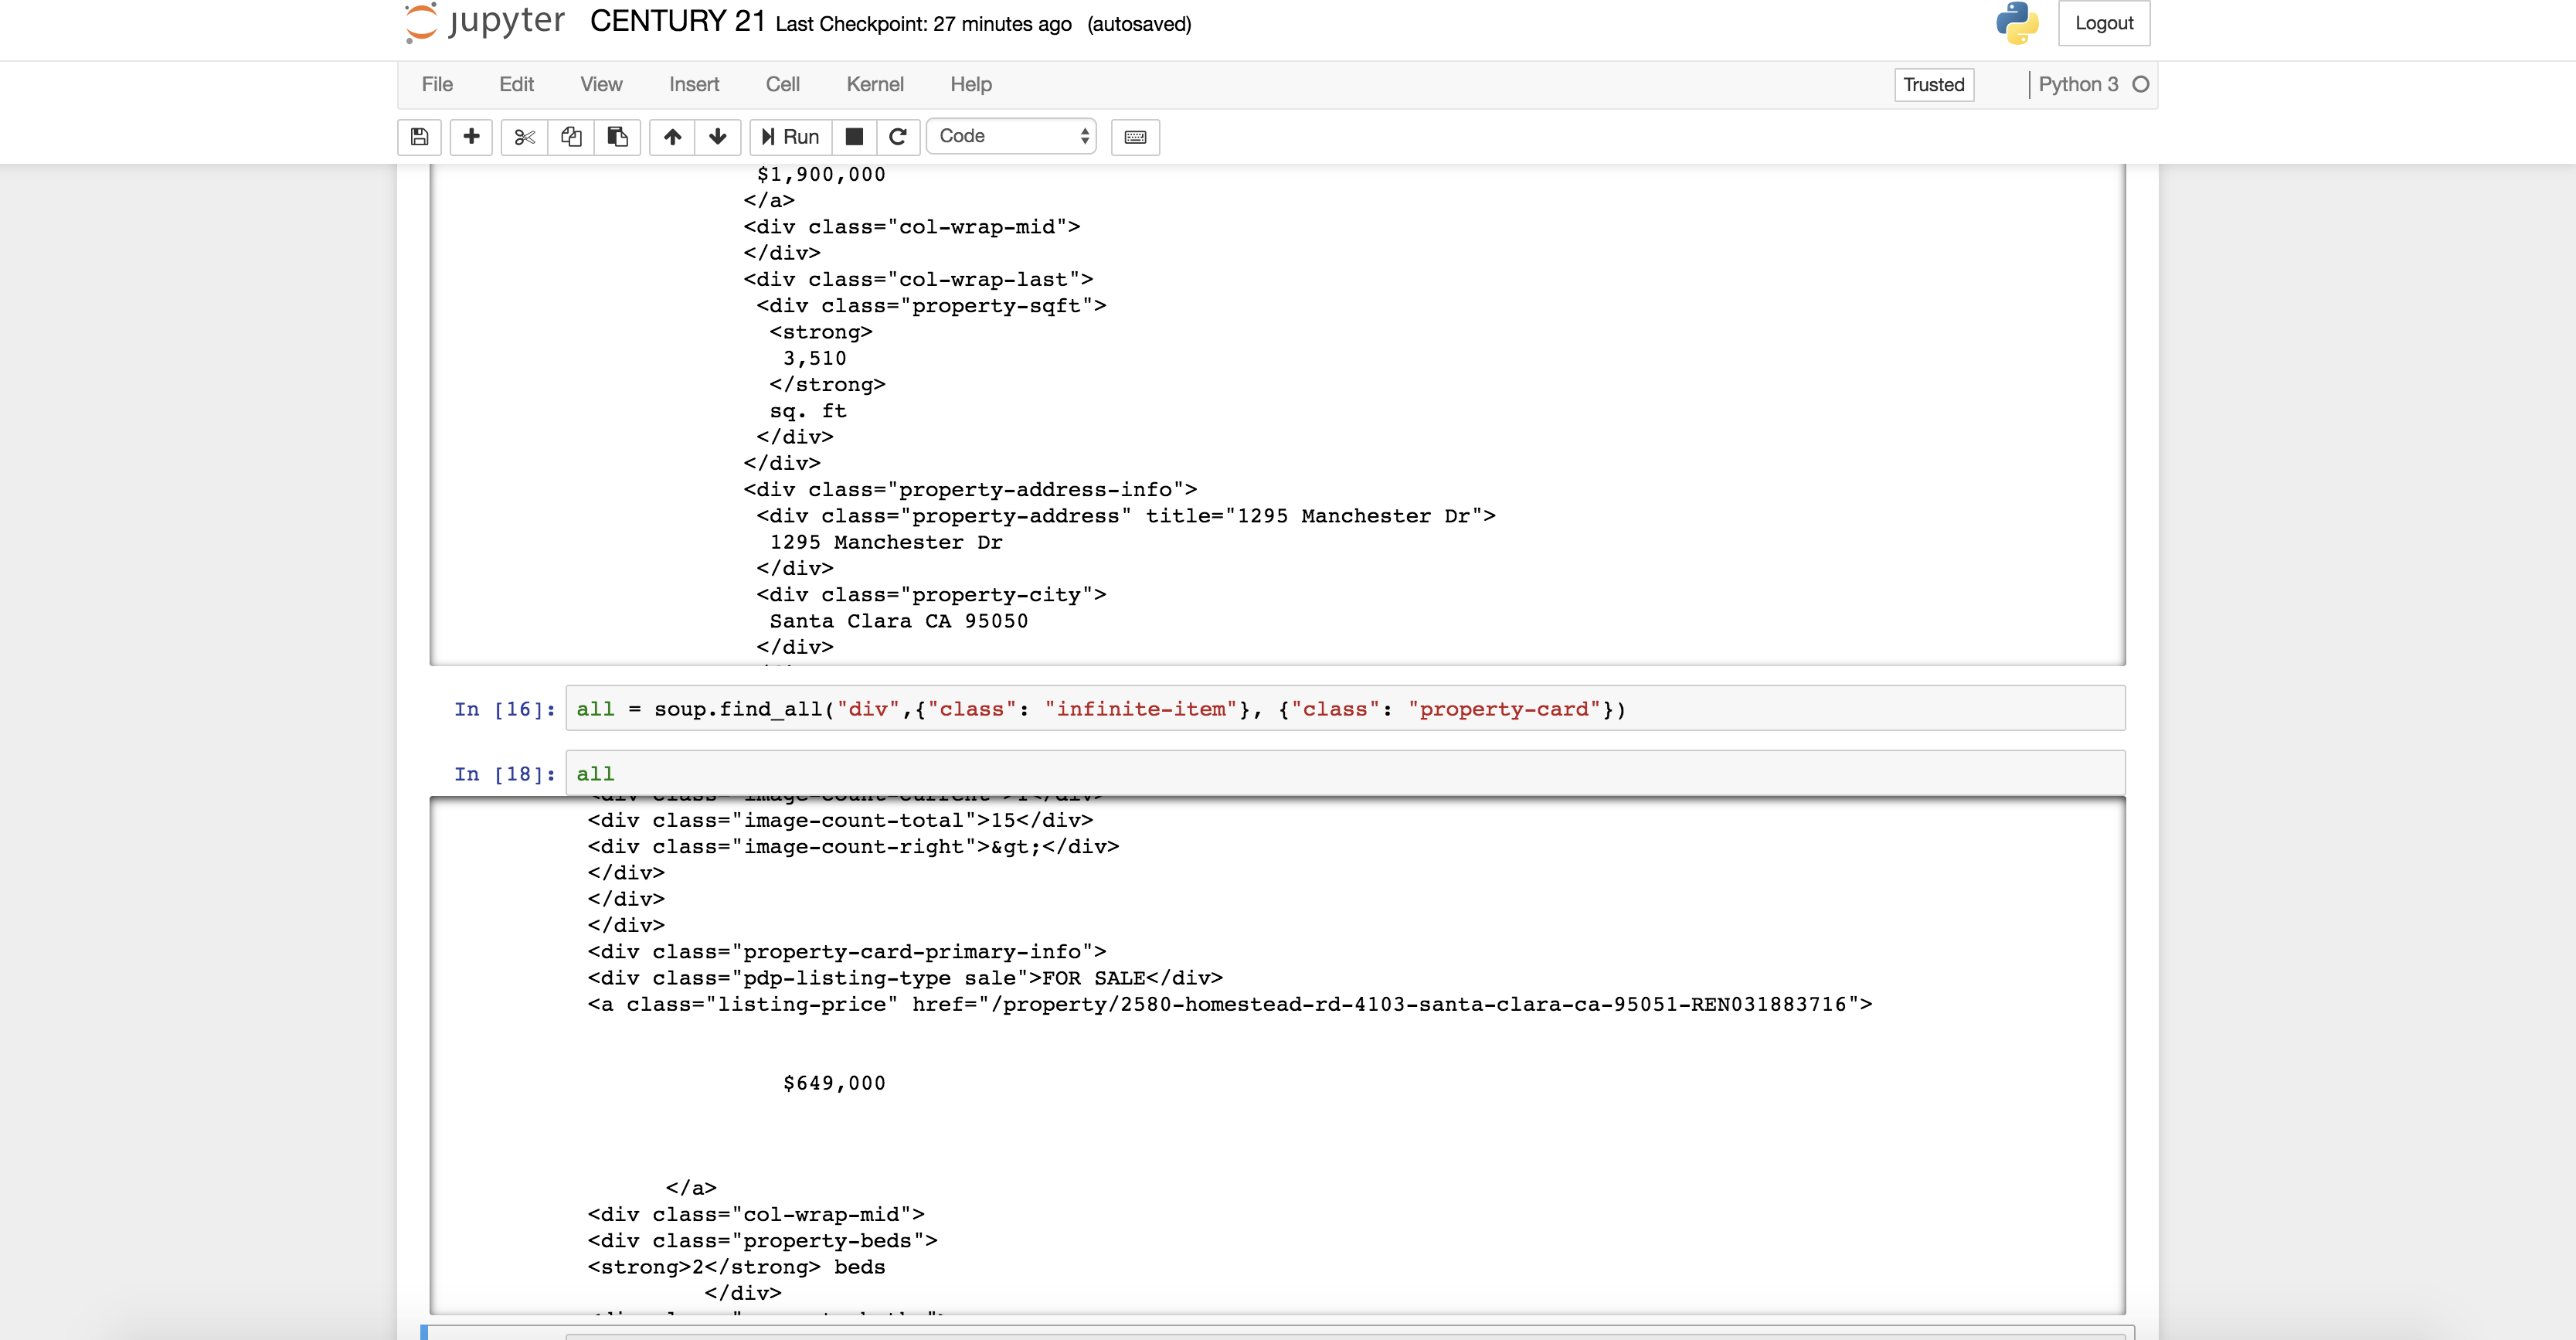 jupyter CENTURY 21 Last Checkpoint: 27 minutes ago (autosaved) Logout
File Edit View Insert Cell Kernel Help Trusted Python 3
Run Code
$1,900,000
</a>
<div class="col-wrap-mid">
</div>
<div class="col-wrap-last">
<div class="property-sqft">
<strong>
3,510
</strong>
sq. ft
</div>
</div>
<div class="property-address-info">
<div class="property-address" title="1295 Manchester Dr">
1295 Manchester Dr
</div>
<div class="property-city">
Santa Clara CA 95050
</div>
In [16]: all = soup.find_all("div",{"class": "infinite-item"}, {"class": "property-card"})
In [18]: all
<div class="image-count-current">1</div>
<div class="image-count-total">15</div>
<div class="image-count-right">&gt;</div>
</div>
</div>
</div>
<div class="property-card-primary-info">
<div class="pdp-listing-type sale">FOR SALE</div>
<a class="listing-price" href="/property/2580-homestead-rd-4103-santa-clara-ca-95051-REN031883716">
$649,000
</a>
<div class="col-wrap-mid">
<div class="property-beds">
<strong>2</strong> beds
</div>